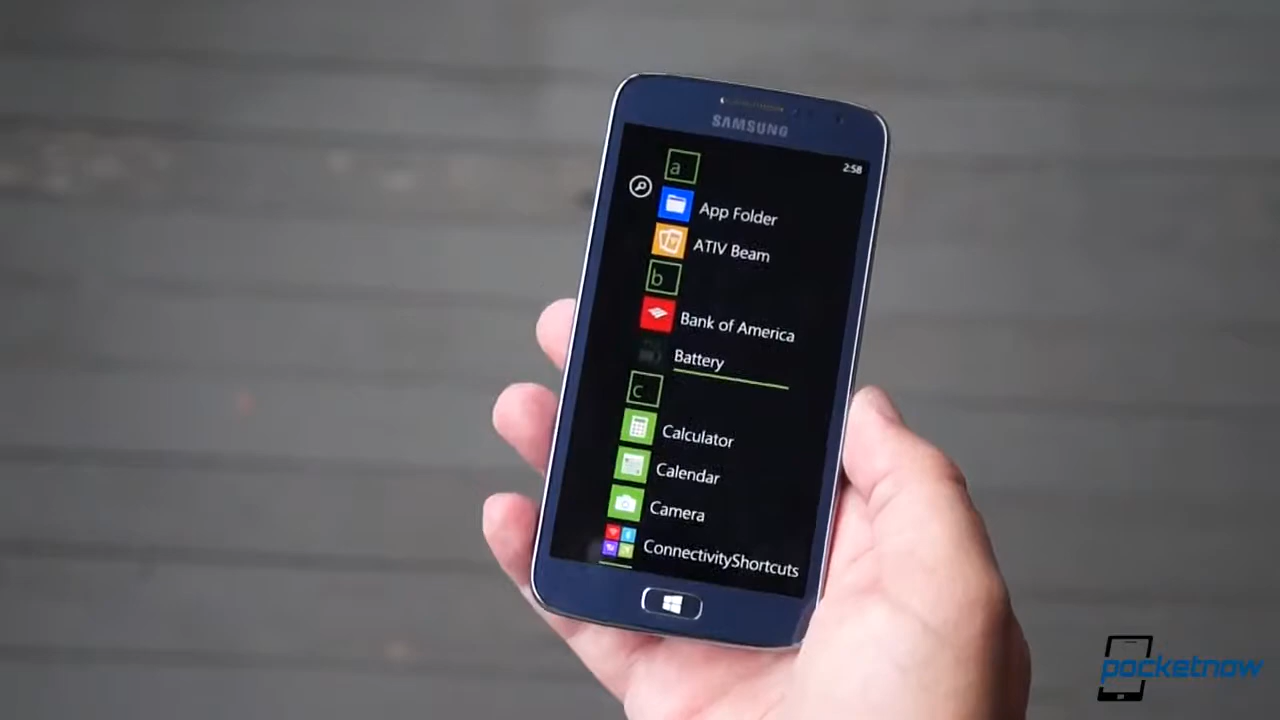 SAMSUNG
2:58
a
App Folder
ATIV Beam
b
Bank of America
Battery
c
Calculator
Calendar
Camera
ConnectivityShortcuts
pocketnow